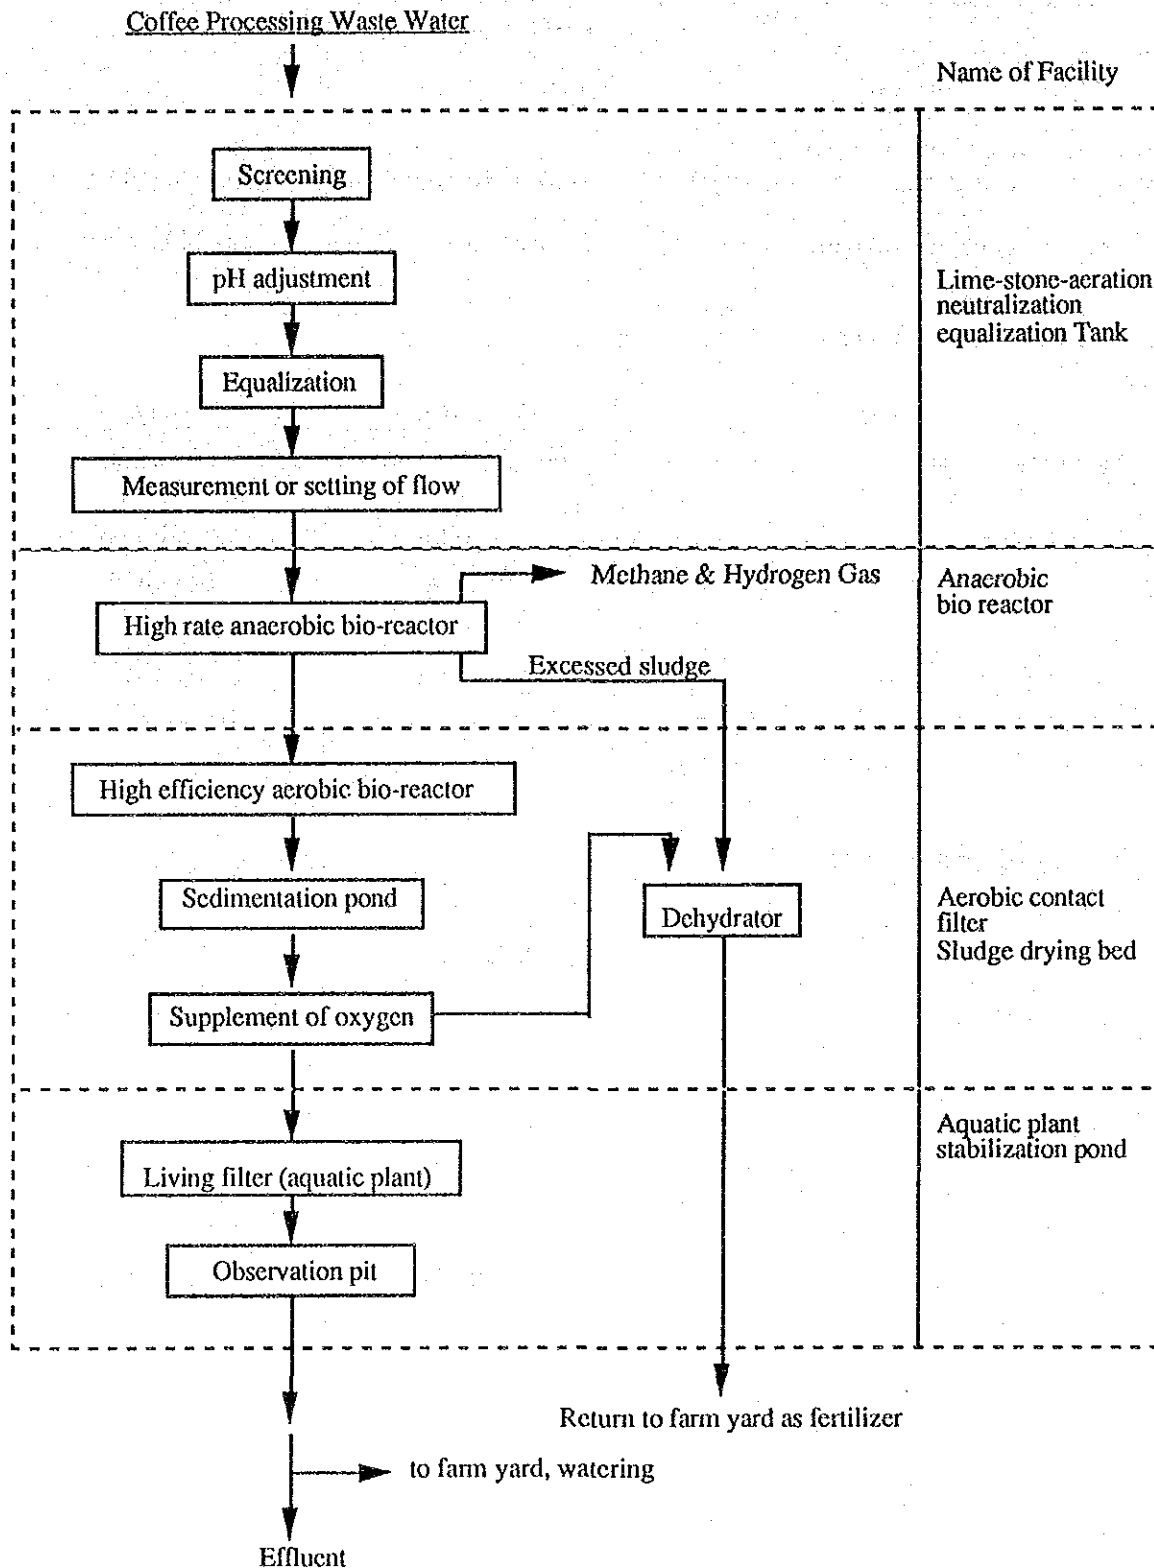 Coffee Processing Waste Water
Name of Facility
Screening
pH adjustment
Lime-stone-aeration
neutralization
equalization Tank
Equalization
Measurement or setting of flow
Methane & Hydrogen Gas
Anaerobic
bio reactor
High rate anaerobic bio-reactor
Excessed sludge
High efficiency aerobic bio-reactor
Sedimentation pond
Dehydrator
Aerobic contact
filter
Sludge drying bed
Supplement of oxygen
Aquatic plant
stabilization pond
Living filter (aquatic plant)
Observation pit
Return to farm yard as fertilizer
to farm yard, watering
Effluent